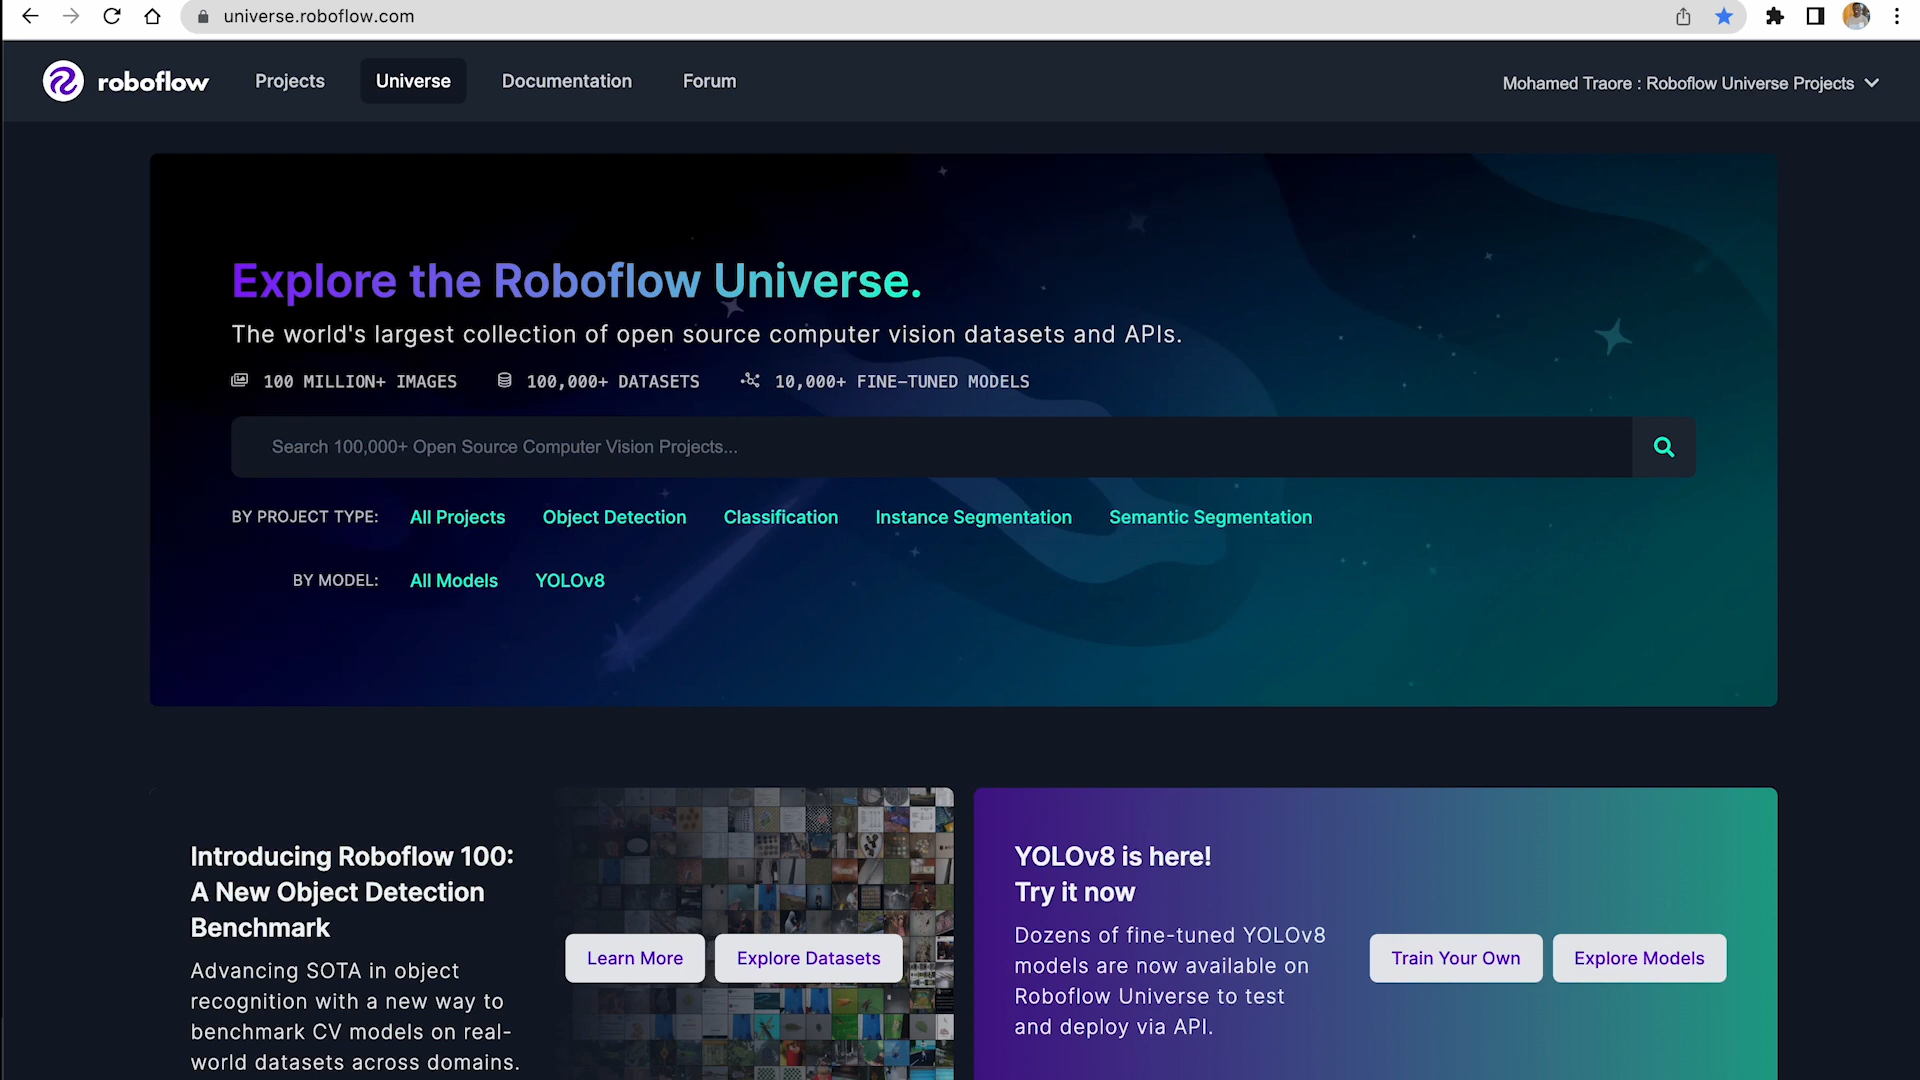 universe.roboflow.com
roboflow
Projects
Universe
Documentation
Forum
Mohamed Traore : Roboflow Universe Projects
Explore the Roboflow Universe.
The world's largest collection of open source computer vision datasets and APIs.
100 MILLION+ IMAGES
100,000+ DATASETS
10,000+ FINE-TUNED MODELS
Search 100,000+ Open Source Computer Vision Projects...
BY PROJECT TYPE:
All Projects
Object Detection
Classification
Instance Segmentation
Semantic Segmentation
BY MODEL:
All Models
YOLOv8
Introducing Roboflow 100:
A New Object Detection
Benchmark
Advancing SOTA in object
recognition with a new way to
benchmark CV models on real-
world datasets across domains.
Learn More
Explore Datasets
YOLOv8 is here!
Try it now
Dozens of fine-tuned YOLOv8
models are now available on
Roboflow Universe to test
and deploy via API.
Train Your Own
Explore Models